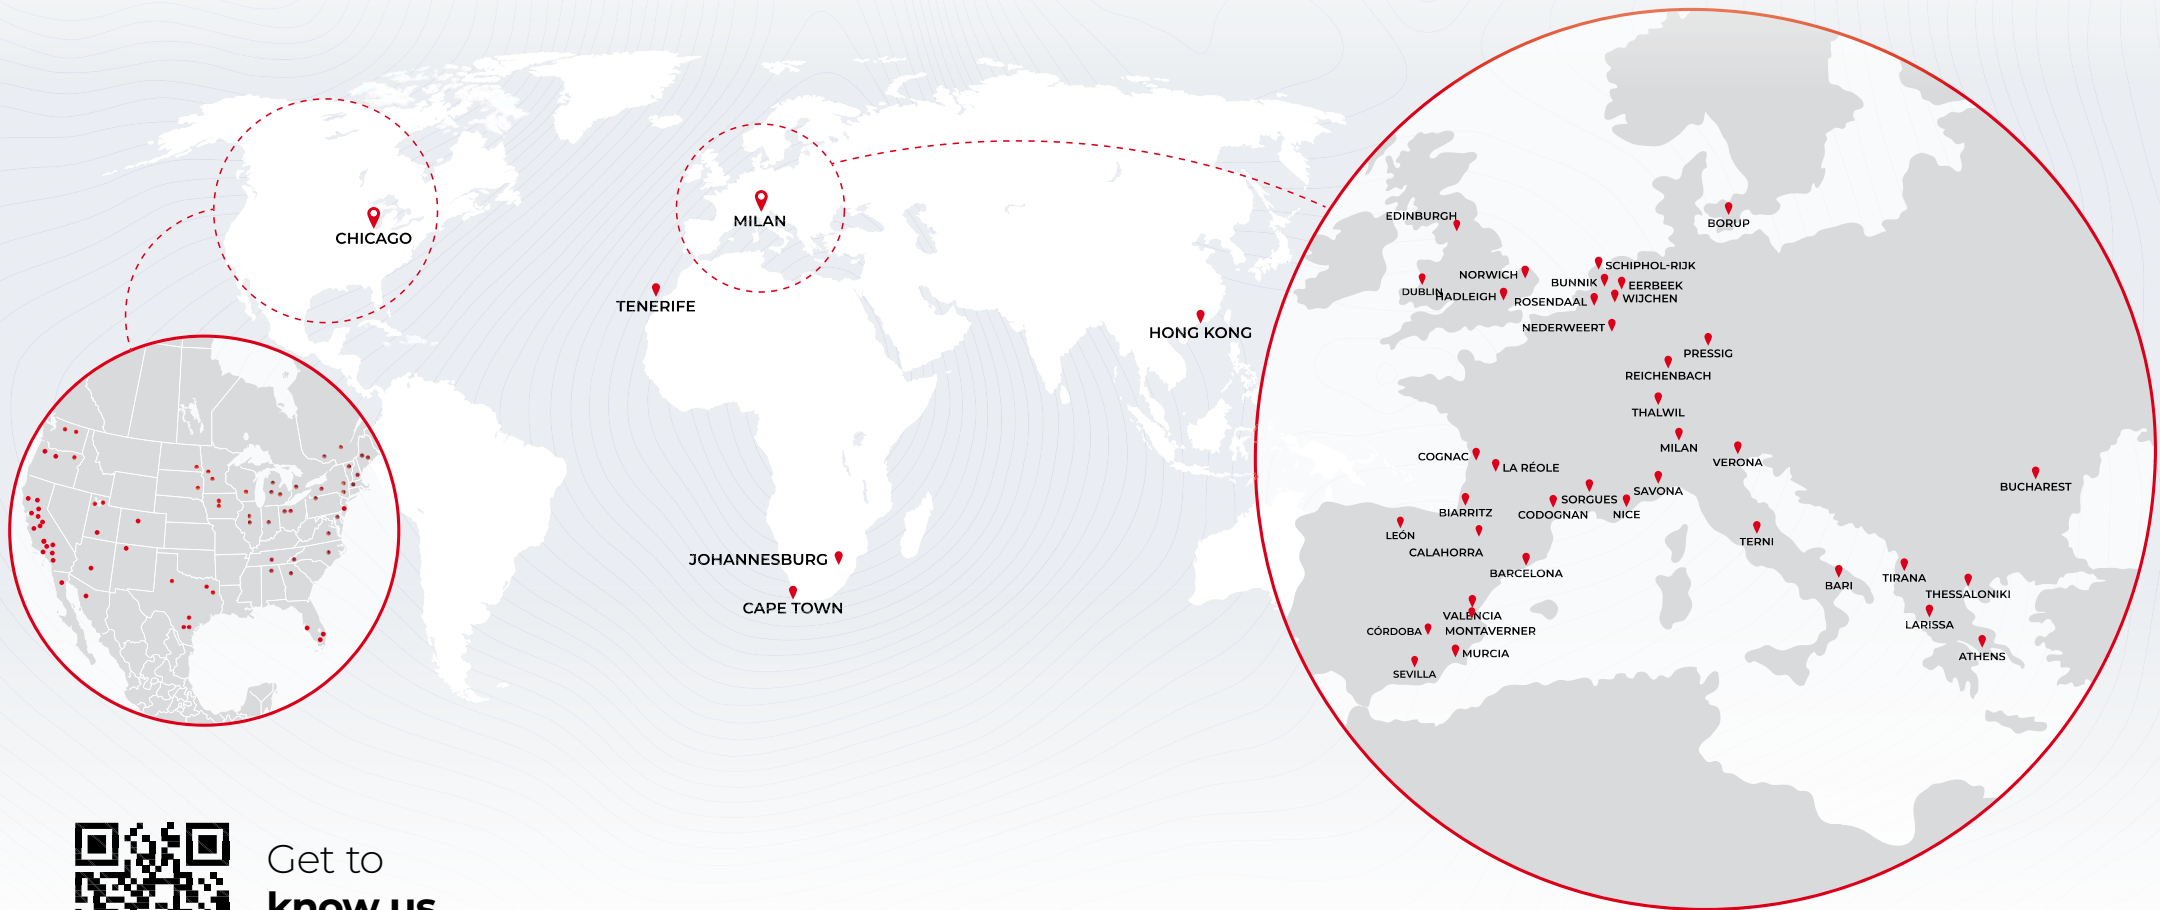 CHICAGO
MILAN
TENERIFE
HONG KONG
JOHANNESBURG
CAPE TOWN
EDINBURGH
BORUP
NORWICH
SCHIPHOL-RIJK
DUBLIN
HADLEIGH
BUNNIK
EERBEEK
ROSENDAAL
WIJCHEN
NEDERWEERT
PRESSIG
REICHENBACH
THALWIL
MILAN
VERONA
COGNAC
LA RÉOLE
BUCHAREST
SORGUES
SAVONA
BIARRITZ
CODOGNAN
NICE
LEÓN
CALAHORRA
TERNI
BARCELONA
BARI
TIRANA
THESSALONIKI
VALENCIA
LARISSA
CÓRDOBA
MONTAVERNER
MURCIA
ATHENS
SEVILLA
Get to
know us